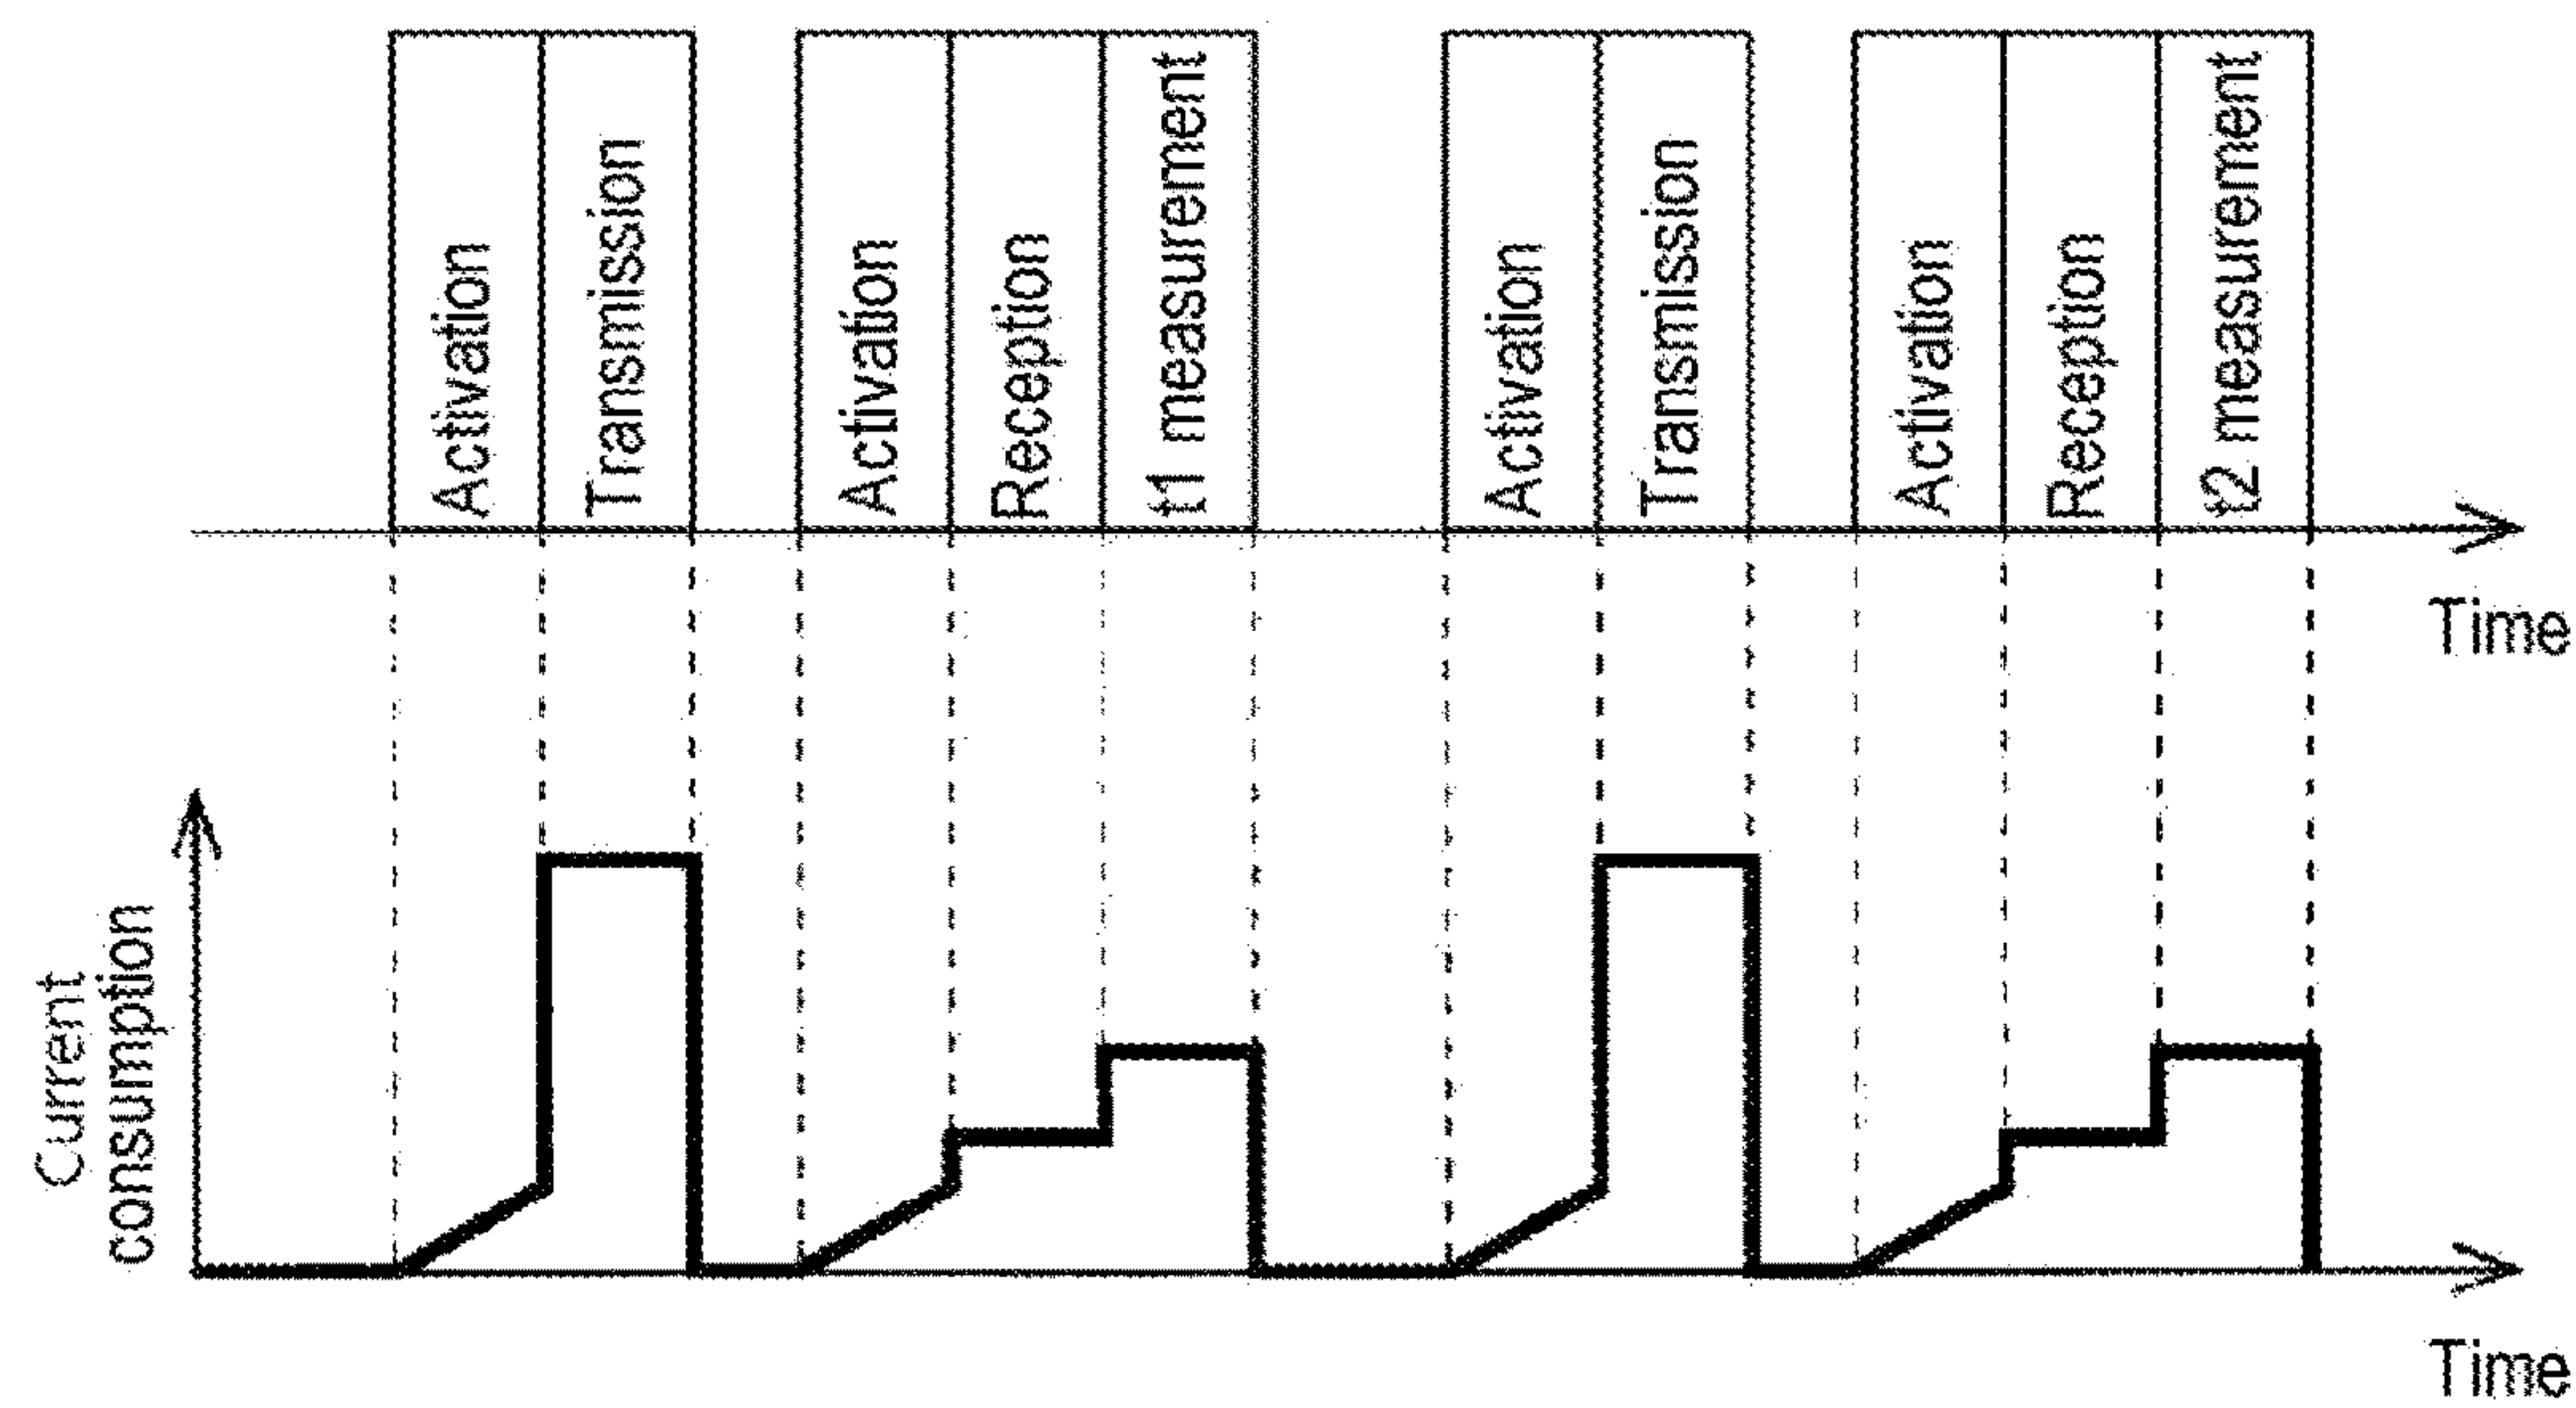 Activation
Transmission
Activation
Reception
t1 measurement
Activation
Transmission
Activation
Reception
t2 measurement
Time
Current
consumption
Time